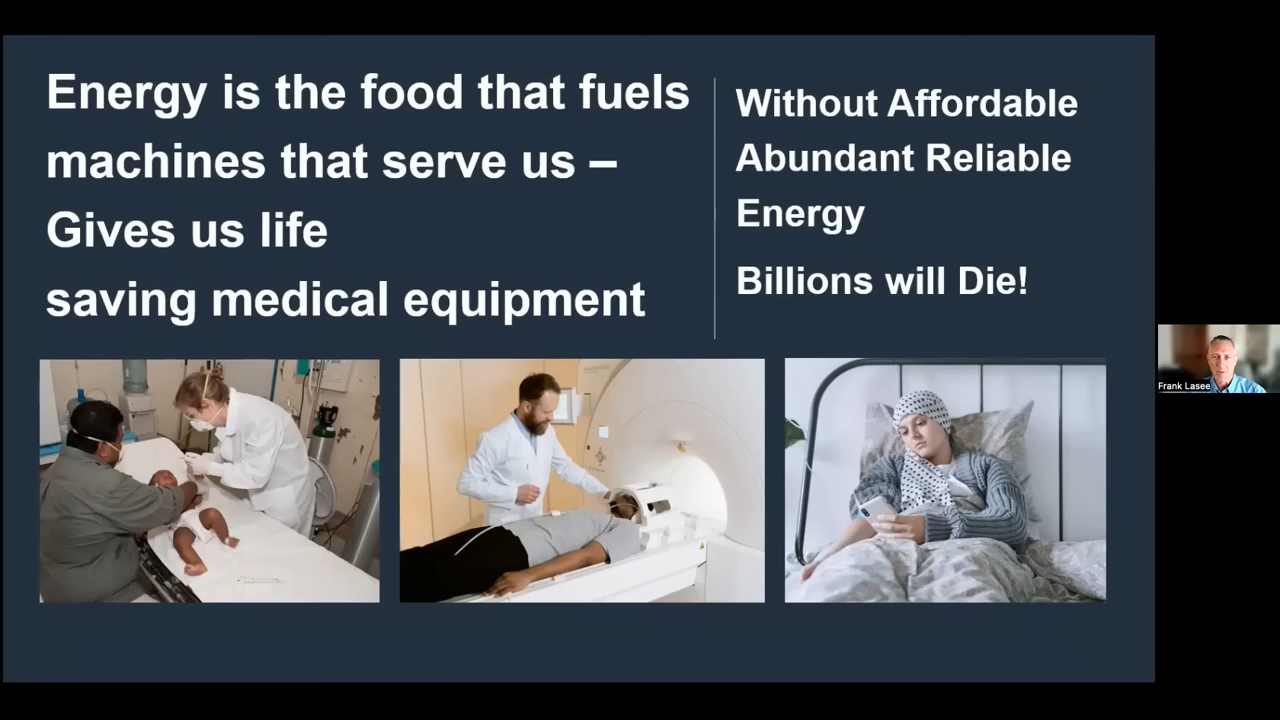 Energy is the food that fuels
machines that serve us –
Gives us life
saving medical equipment
Without Affordable
Abundant Reliable
Energy
Billions will Die!
Frank Lasee